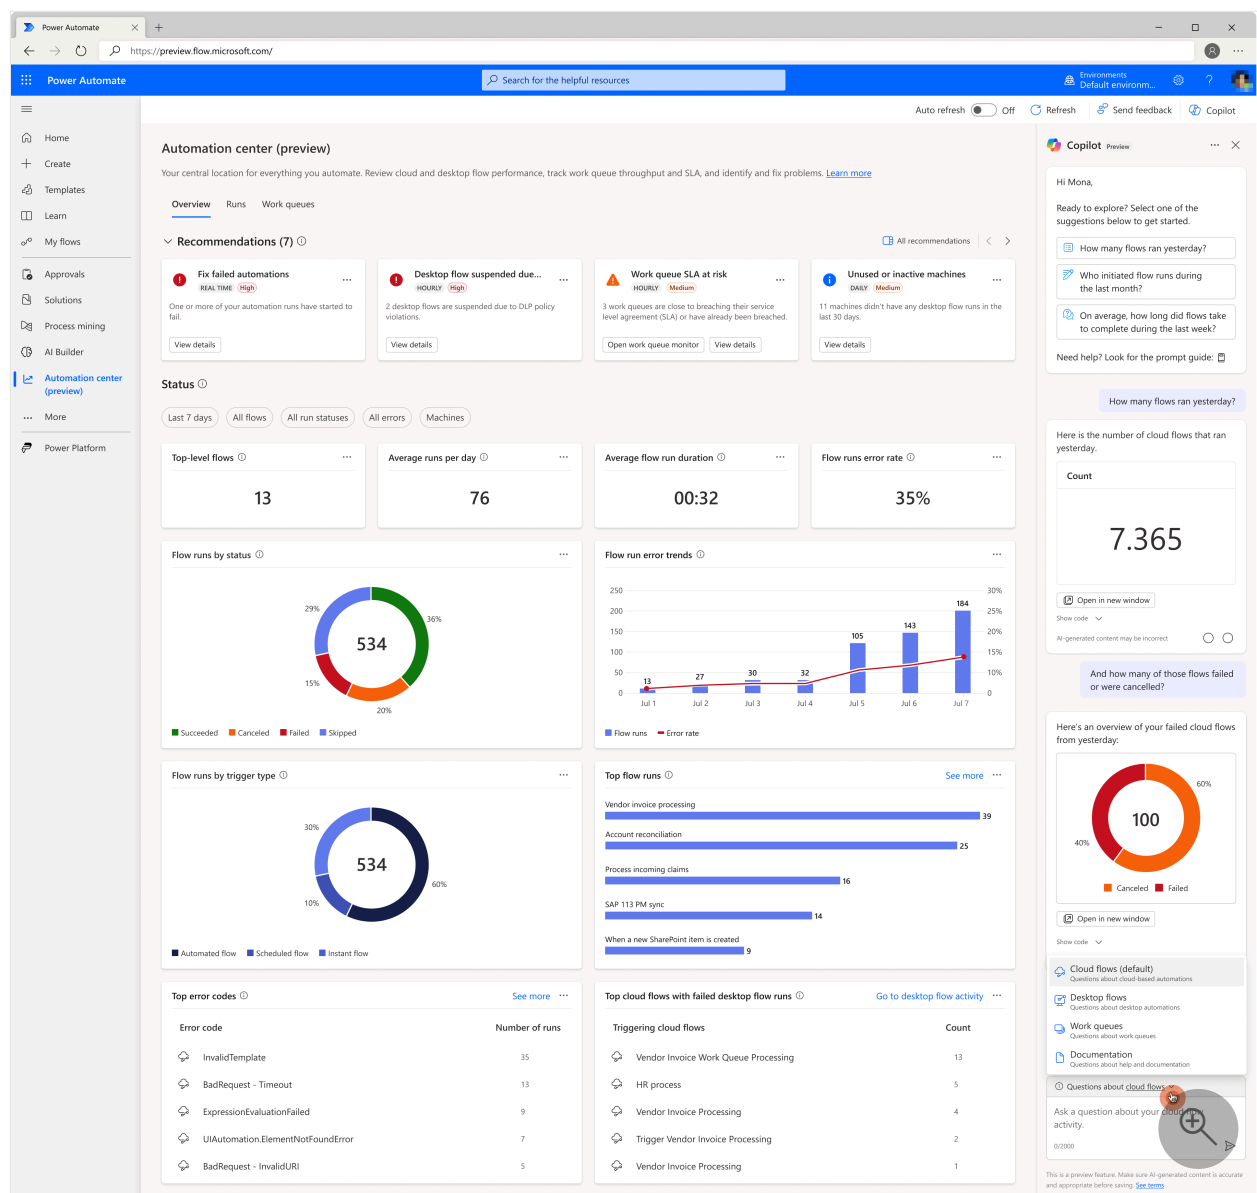 Power Automate
https://preview.flow.microsoft.com/
Power Automate
Search for the helpful resources
Environments
Default environm...
Auto refresh Off Refresh Send feedback Copilot
Home
Create
Templates
Learn
My flows
Approvals
Solutions
Process mining
AI Builder
Automation center
(preview)
More
Power Platform
Automation center (preview)
Your central location for everything you automate. Review cloud and desktop flow performance, track work queue throughput and SLA, and identify and fix problems. Learn more
Overview Runs Work queues
Recommendations (7)
All recommendations
Fix failed automations
REAL TIME High
One or more of your automation runs have started to
fail.
View details
Desktop flow suspended due...
HOURLY High
2 desktop flows are suspended due to DLP policy
violations.
View details
Work queue SLA at risk
HOURLY Medium
3 work queues are close to breaching their service
level agreement (SLA) or have already been breached.
Open work queue monitor View details
Unused or inactive machines
DAILY Medium
11 machines didn't have any desktop flow runs in the
last 30 days.
View details
Status
Last 7 days All flows All run statuses All errors Machines
Top-level flows
13
Average runs per day
76
Average flow run duration
00:32
Flow runs error rate
35%
Flow runs by status
29%
36%
534
15%
20%
Succeeded Canceled Failed Skipped
Flow run error trends
250 30%
200 25%
150 20%
100 15%
50 10%
0 0
13 27 30 32 105 143 184
Jul 1 Jul 2 Jul 3 Jul 4 Jul 5 Jul 6 Jul 7
Flow runs Error rate
Flow runs by trigger type
30%
534
60%
10%
Automated flow Scheduled flow Instant flow
Top flow runs See more
Vendor invoice processing
39
Account reconciliation
25
Process incoming claims
16
SAP 113 PM sync
14
When a new SharePoint item is created
9
Top error codes See more
Error code Number of runs
InvalidTemplate 35
BadRequest - Timeout 13
ExpressionEvaluationFailed 9
UIAutomation.ElementNotFoundError 7
BadRequest - InvalidURI 5
Top cloud flows with failed desktop flow runs Go to desktop flow activity
Triggering cloud flows Count
Vendor Invoice Work Queue Processing 13
HR process 5
Vendor Invoice Processing 4
Trigger Vendor Invoice Processing 2
Vendor Invoice Processing 1
Copilot Preview
Hi Mona,
Ready to explore? Select one of the
suggestions below to get started.
How many flows ran yesterday?
Who initiated flow runs during
the last month?
On average, how long did flows take
to complete during the last week?
Need help? Look for the prompt guide:
How many flows ran yesterday?
Here is the number of cloud flows that ran
yesterday.
Count
7.365
Open in new window
Show code
AI-generated content may be incorrect
And how many of those flows failed
or were cancelled?
Here's an overview of your failed cloud flows
from yesterday:
60%
100
40%
Canceled Failed
Open in new window
Show code
Cloud flows (default)
Questions about cloud-based automations
Desktop flows
Questions about desktop automations
Work queues
Questions about work queues
Documentation
Questions about help and documentation
Questions about cloud flows
Ask a question about your cloud flow
activity.
0/2000
This is a preview feature. Make sure AI-generated content is accurate
and appropriate before saving. See terms